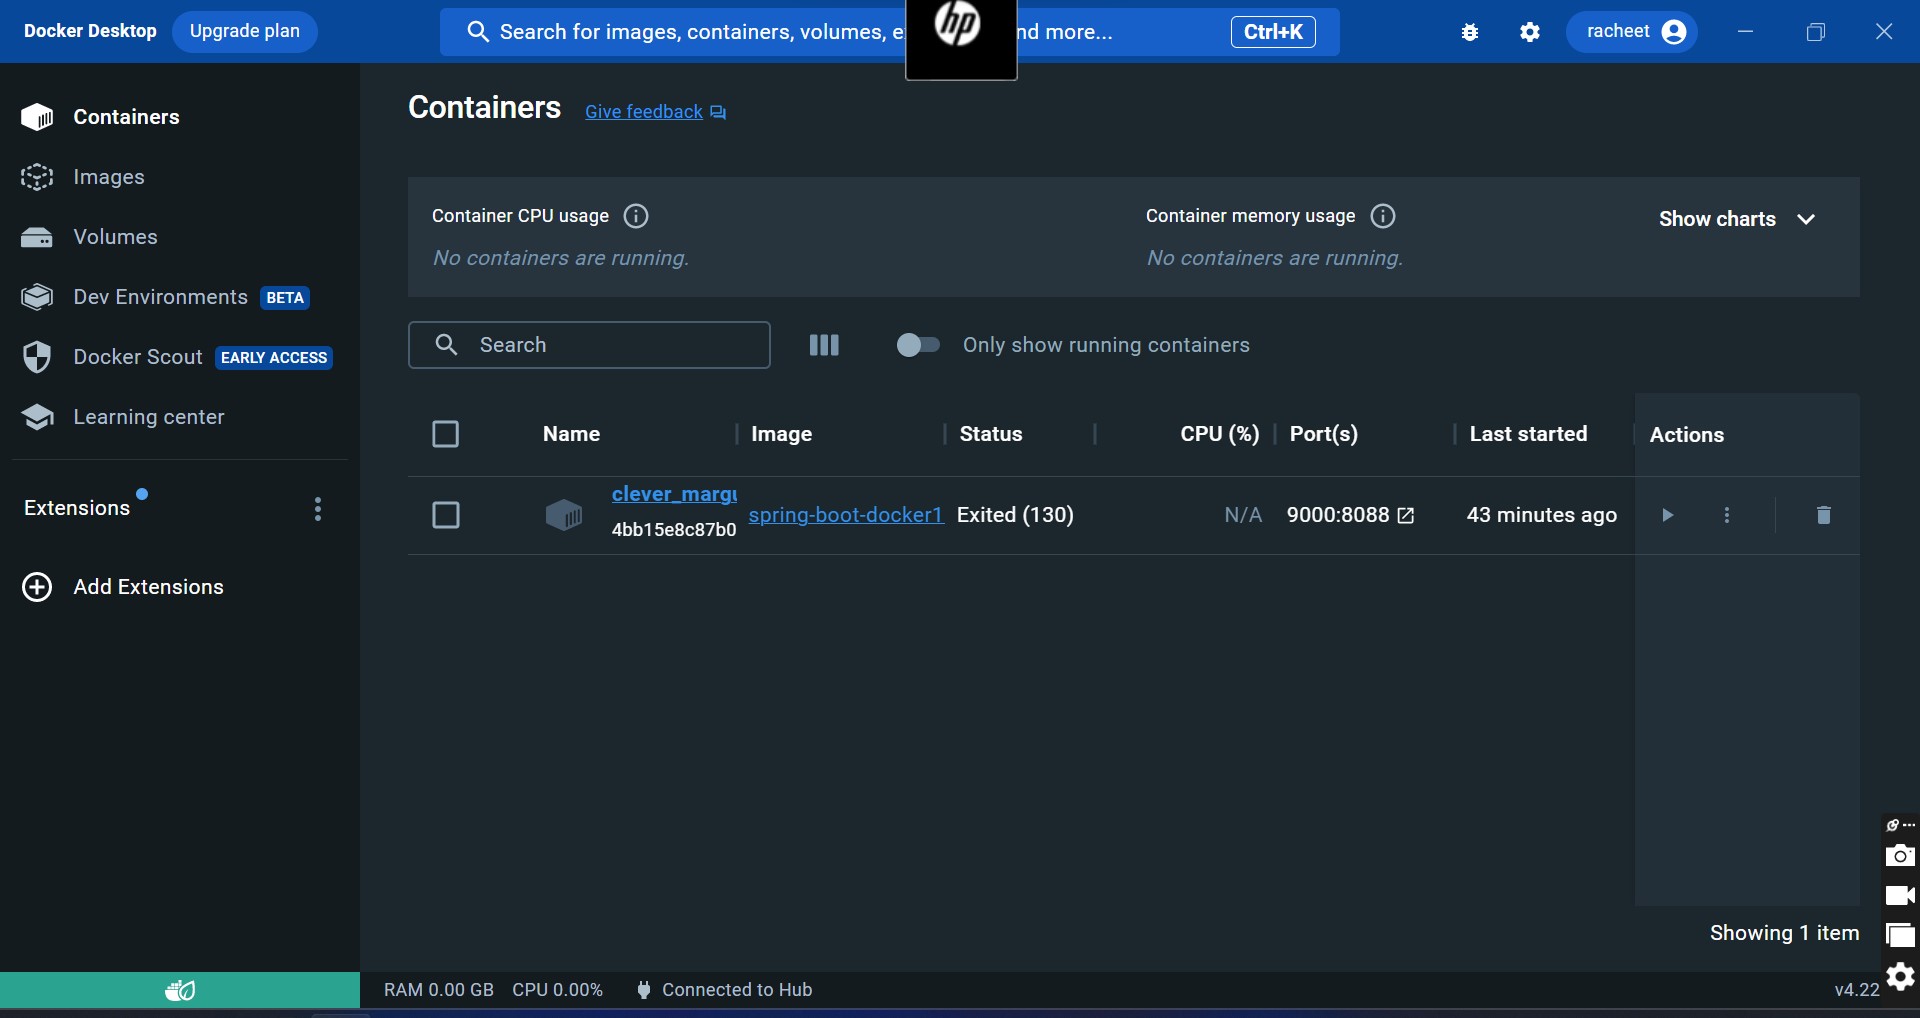 Docker Desktop
Upgrade plan
Search for images, containers, volumes, e
nd more...
Ctrl+K
racheet
hp
Containers
Images
Volumes
Dev Environments BETA
Docker Scout EARLY ACCESS
Learning center
Extensions
Add Extensions
Containers
Give feedback
Container CPU usage
No containers are running.
Container memory usage
No containers are running.
Show charts
Search
Only show running containers
Name Image Status CPU (%) Port(s) Last started Actions
clever_margu
4bb15e8c87b0
spring-boot-docker1 Exited (130) N/A 9000:8088 43 minutes ago
Showing 1 item
RAM 0.00 GB CPU 0.00% Connected to Hub
v4.22